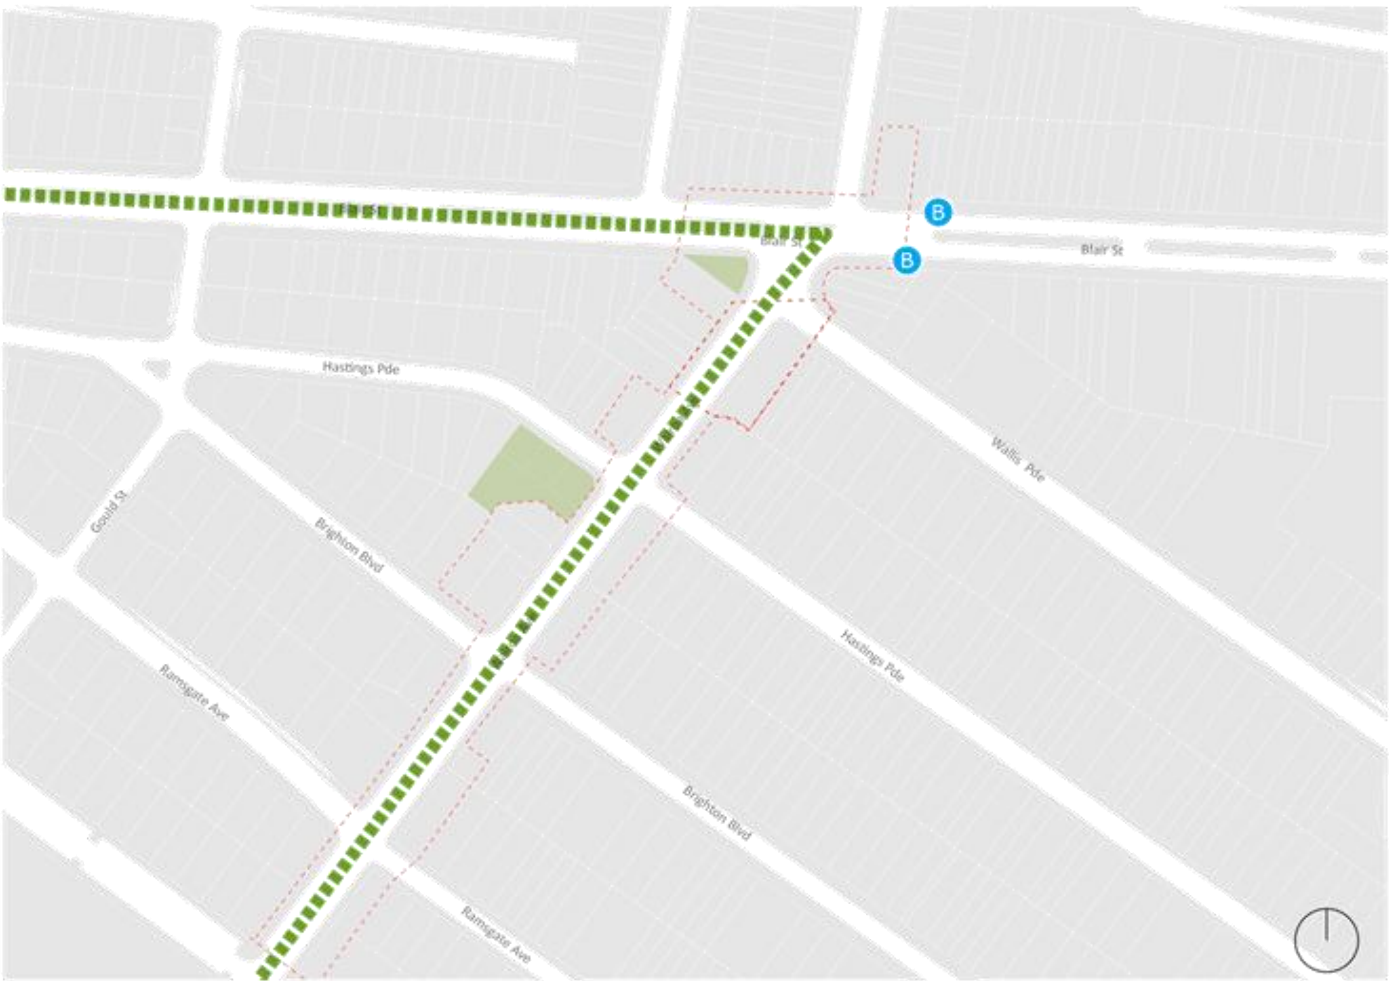 B
Blair St
Blair St
B
Hastings Pde
Wallis Pde
Gould St
Brighton Blvd
Hastings Pde
Ramsgate Ave
Brighton Blvd
Ramsgate Ave